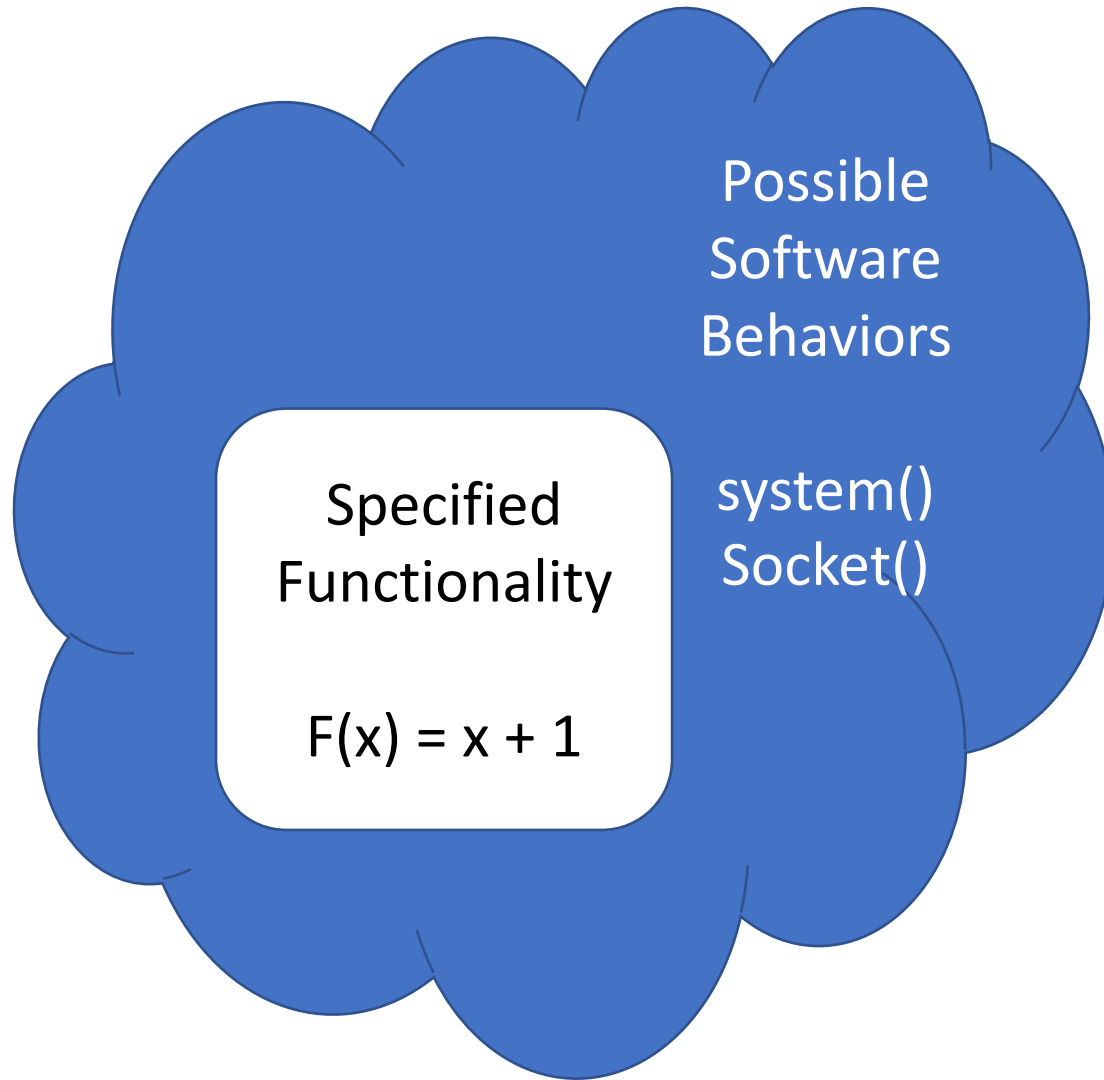 Possible
Software
Behaviors
system()
Socket()
Specified
Functionality
F(x) = x + 1